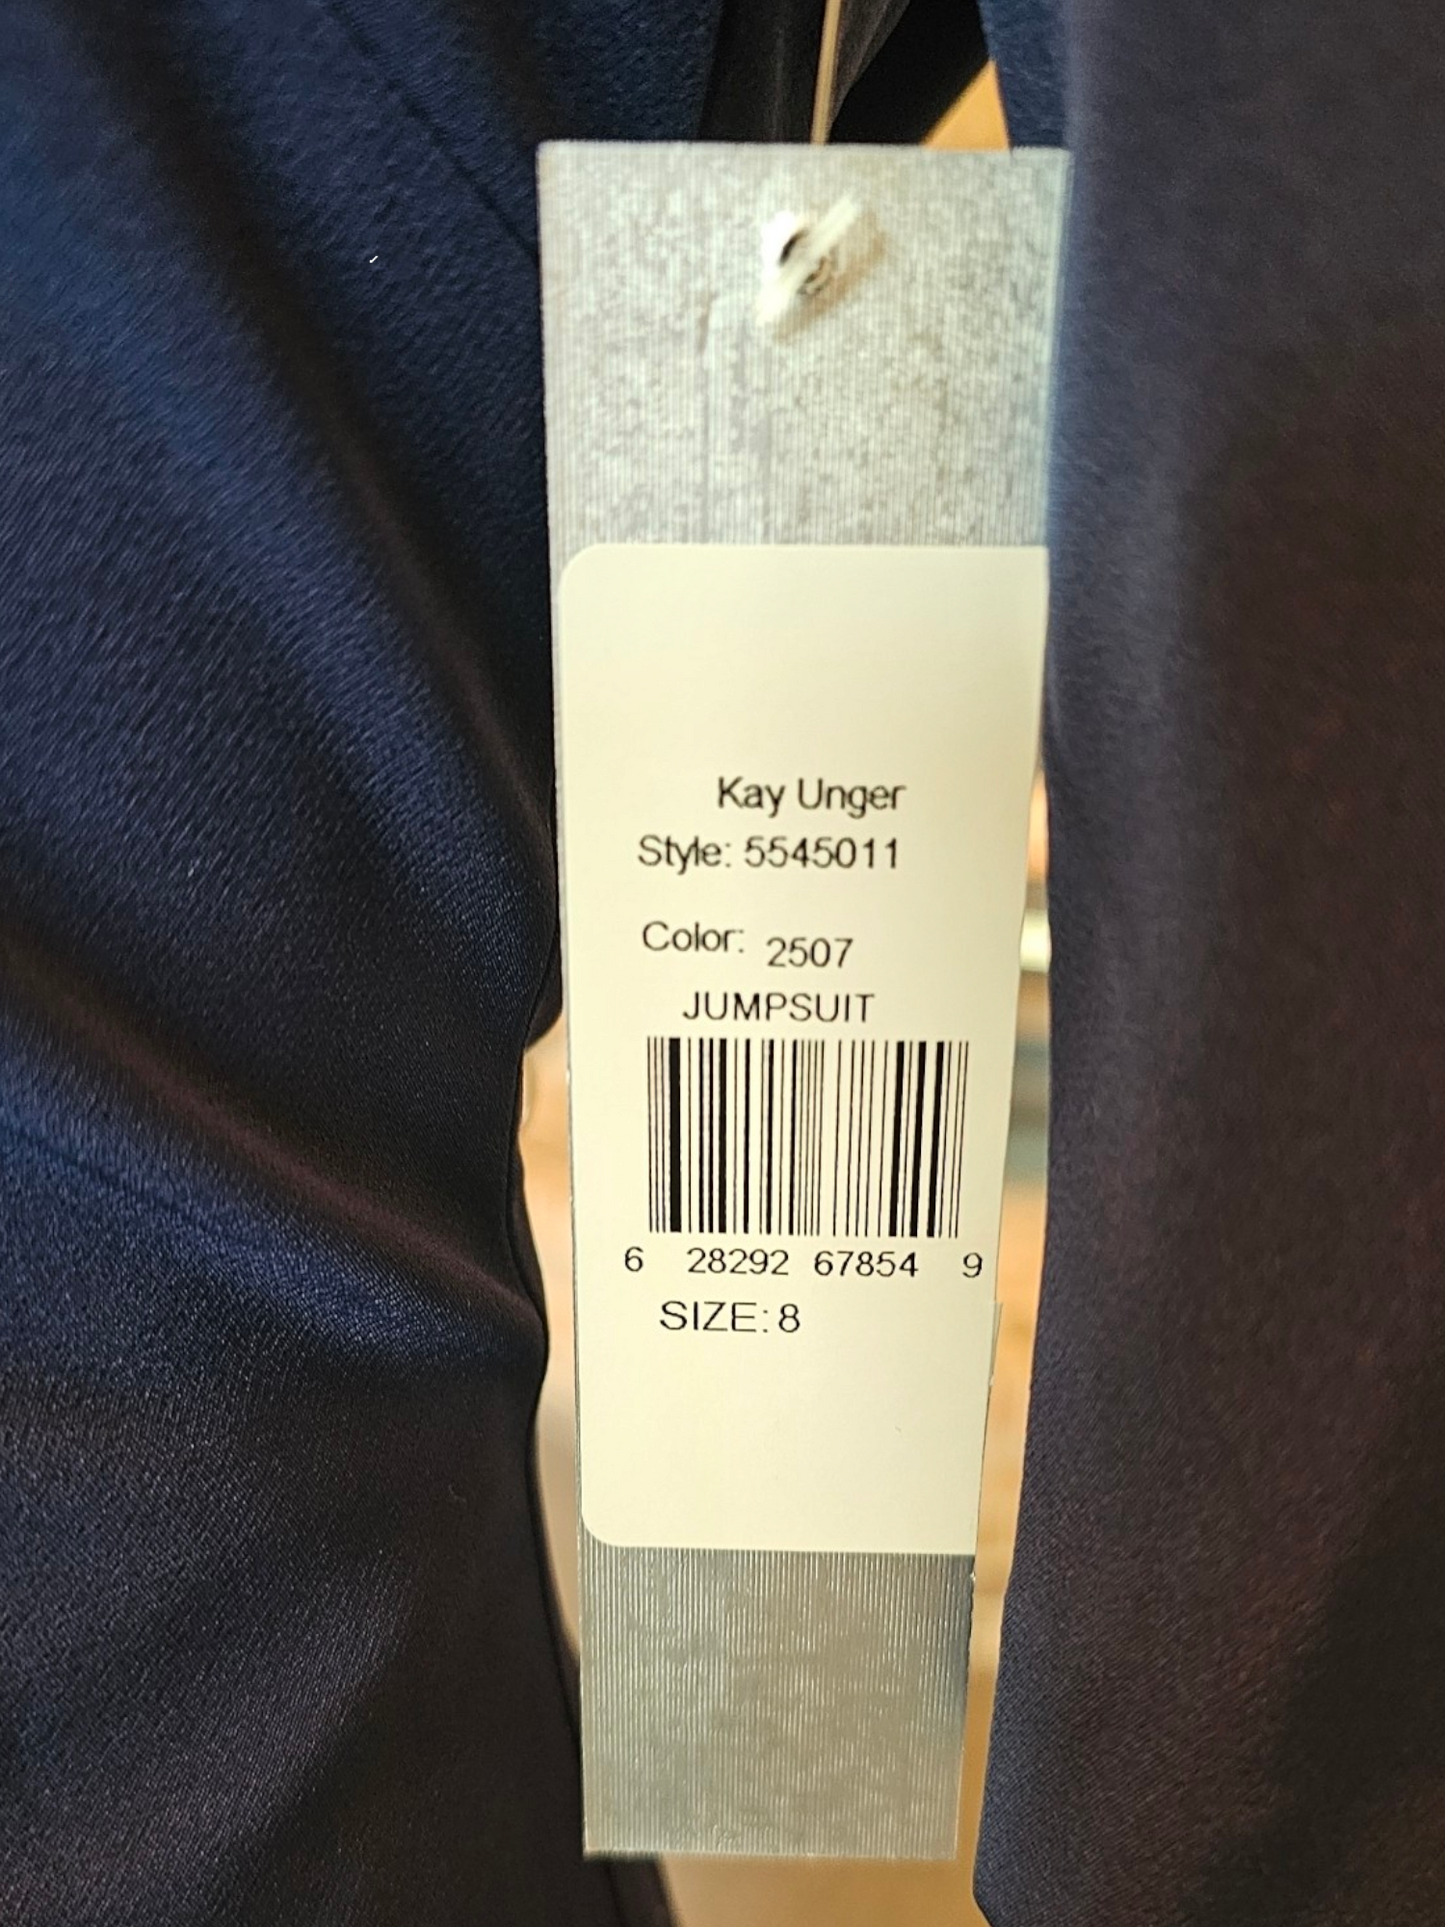 Kay Unger
Style: 5545011
Color: 2507
JUMPSUIT
6 28292 67854 9
SIZE: 8